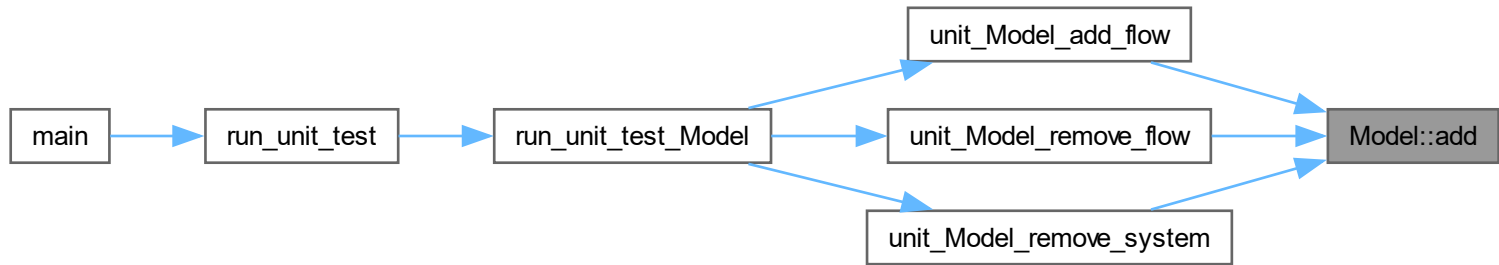 unit_Model_add_flow
main
run_unit_test
run_unit_test_Model
unit_Model_remove_flow
Model::add
unit_Model_remove_system